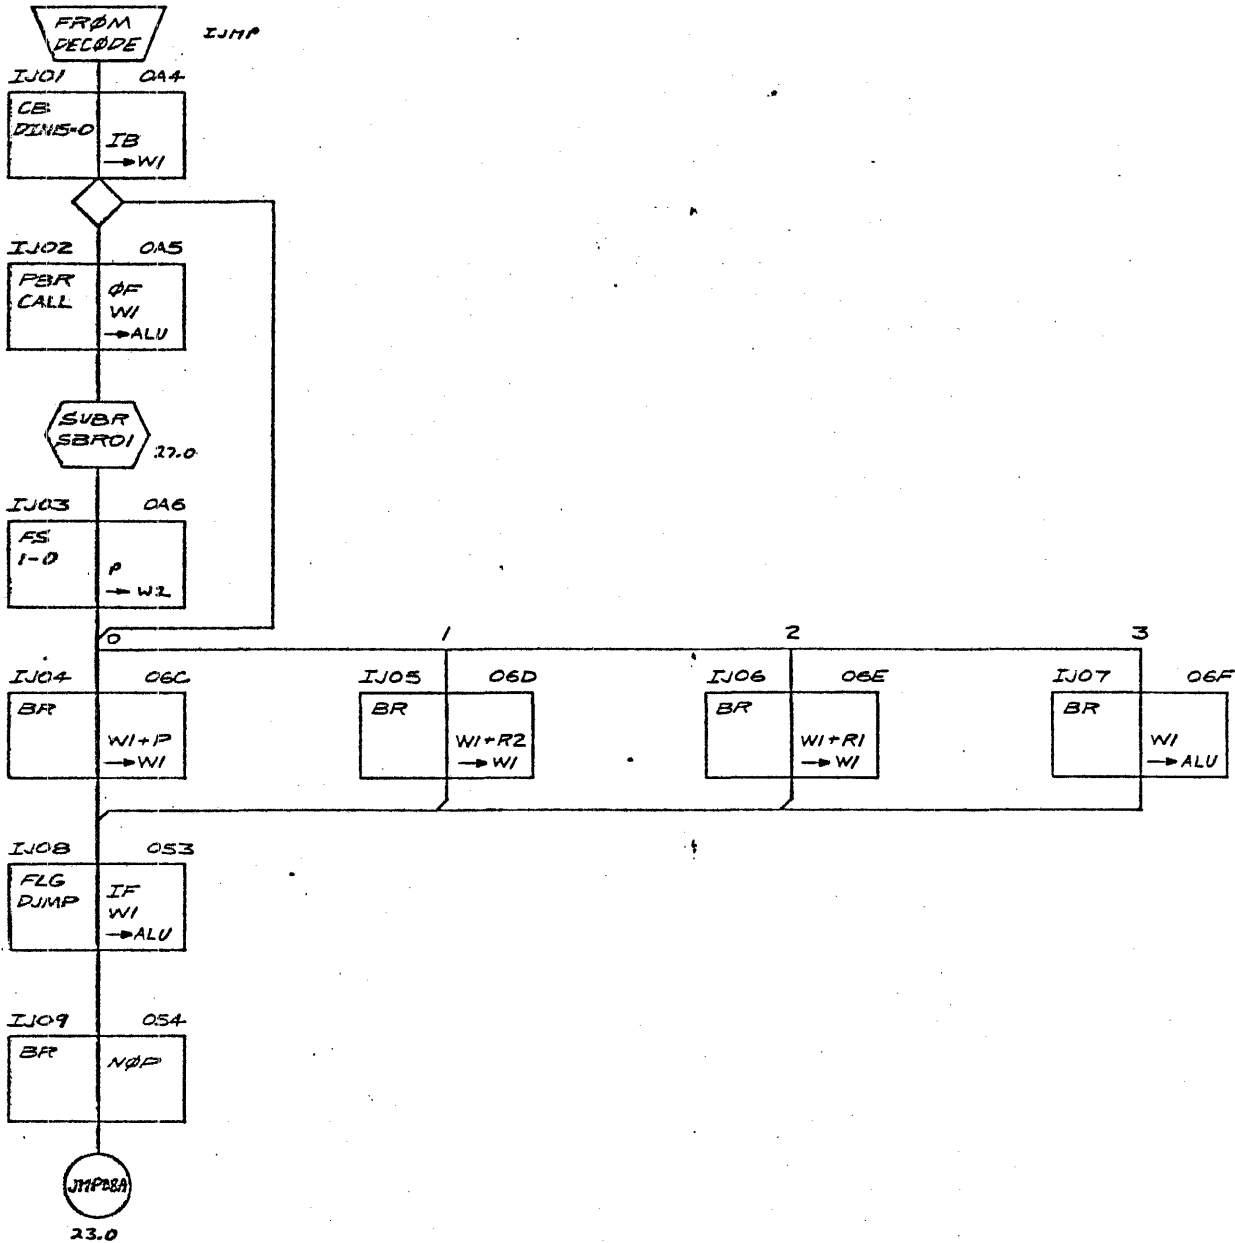 FRØM
DECØDE
IJMP
IJ01 0A4
CB
DIN15=0
IB
→W1
IJ02 0A5
PBR
CALL
ØF
W1
→ALU
SUBR
SBR01
27.0
IJ03 0A6
FS
1-0
P
→W2
0 1 2 3
IJ04 06C
BR
W1+P
→W1
IJ05 06D
BR
W1+R2
→W1
IJ06 06E
BR
W1+R1
→W1
IJ07 06F
BR
W1
→ALU
IJ08 053
FLG
DJMP
IF
W1
→ALU
IJ09 054
BR
NØP
JMP08A
23.0